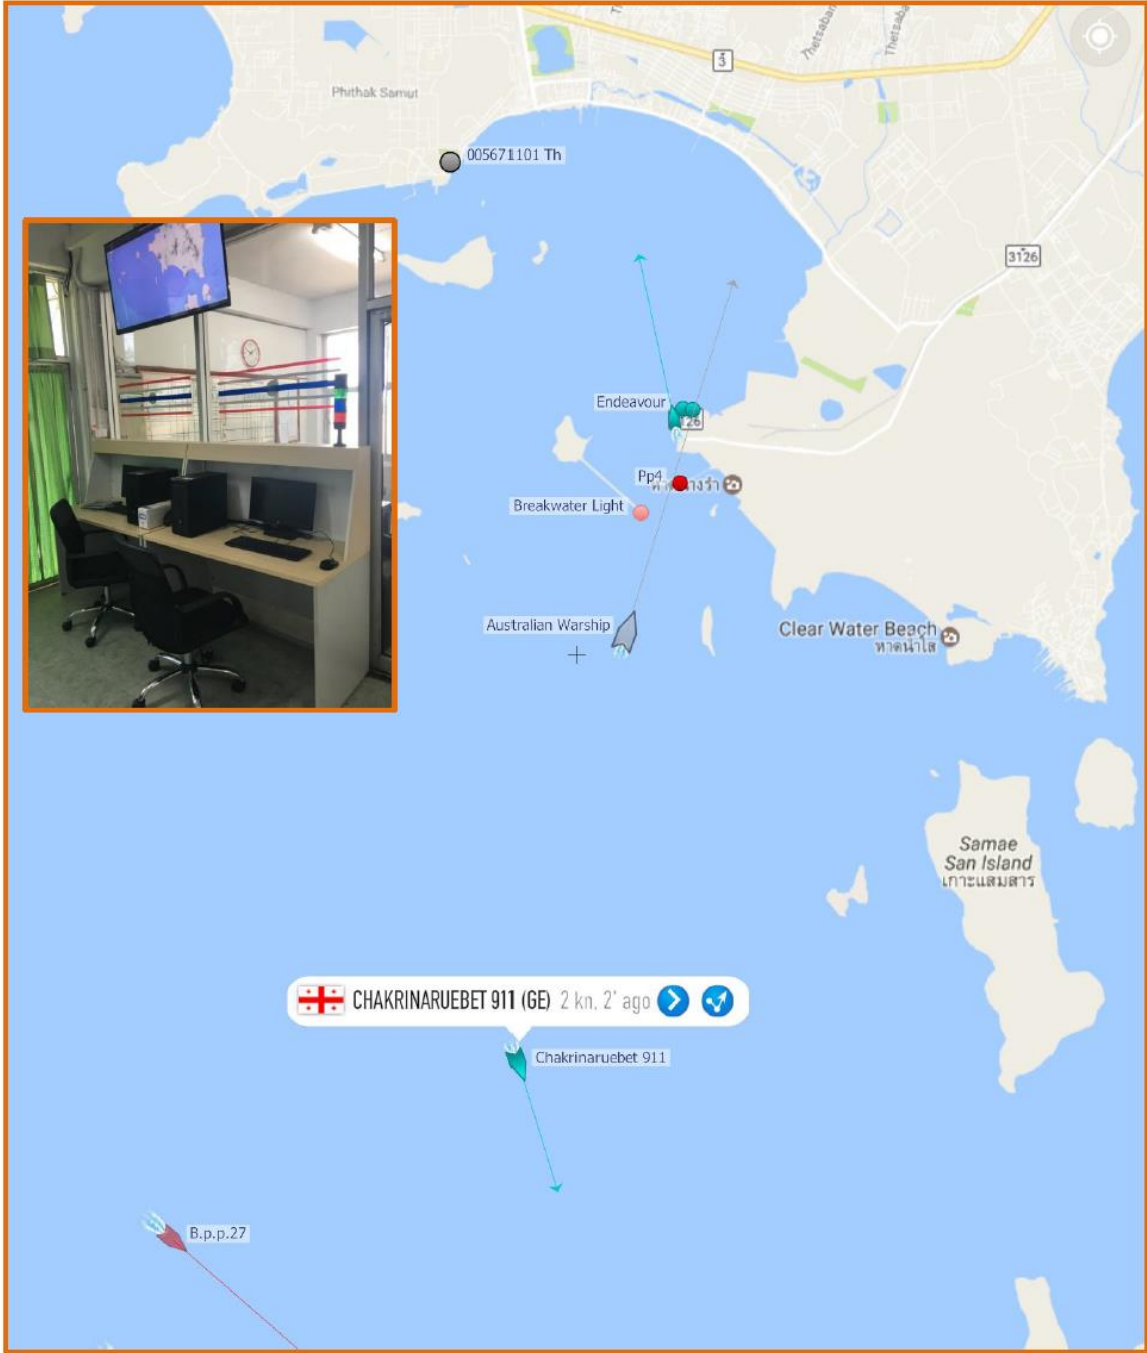 3
Phithak Samut
005671101 Th
3126
Endeavour
126
Pp4
Breakwater Light
Australian Warship
Clear Water Beach
หาดน้ำใส
Samae
San Island
เกาะแสมสาร
CHAKRINARUEBET 911 (GE) 2 kn, 2' ago
Chakrinaruebet 911
B.p.p.27